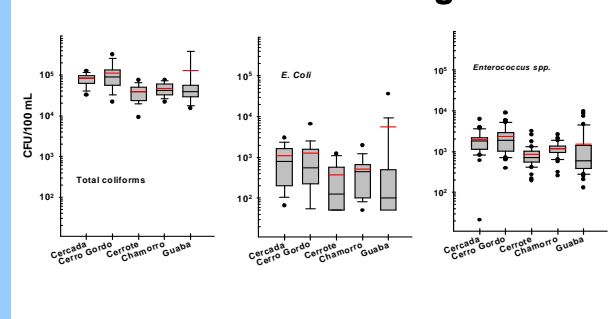 CFU/100 mL
10⁵
10⁴
10³
10²
Total coliforms
Cercada
Cerro Gordo
Cerrote
Chamorro
Guaba
10⁵
10⁴
10³
10²
E. Coli
Cercada
Cerro Gordo
Cerrote
Chamorro
Guaba
10⁵
10⁴
10³
10²
Enterococcus spp.
Cercada
Cerro Gordo
Cerrote
Chamorro
Guaba